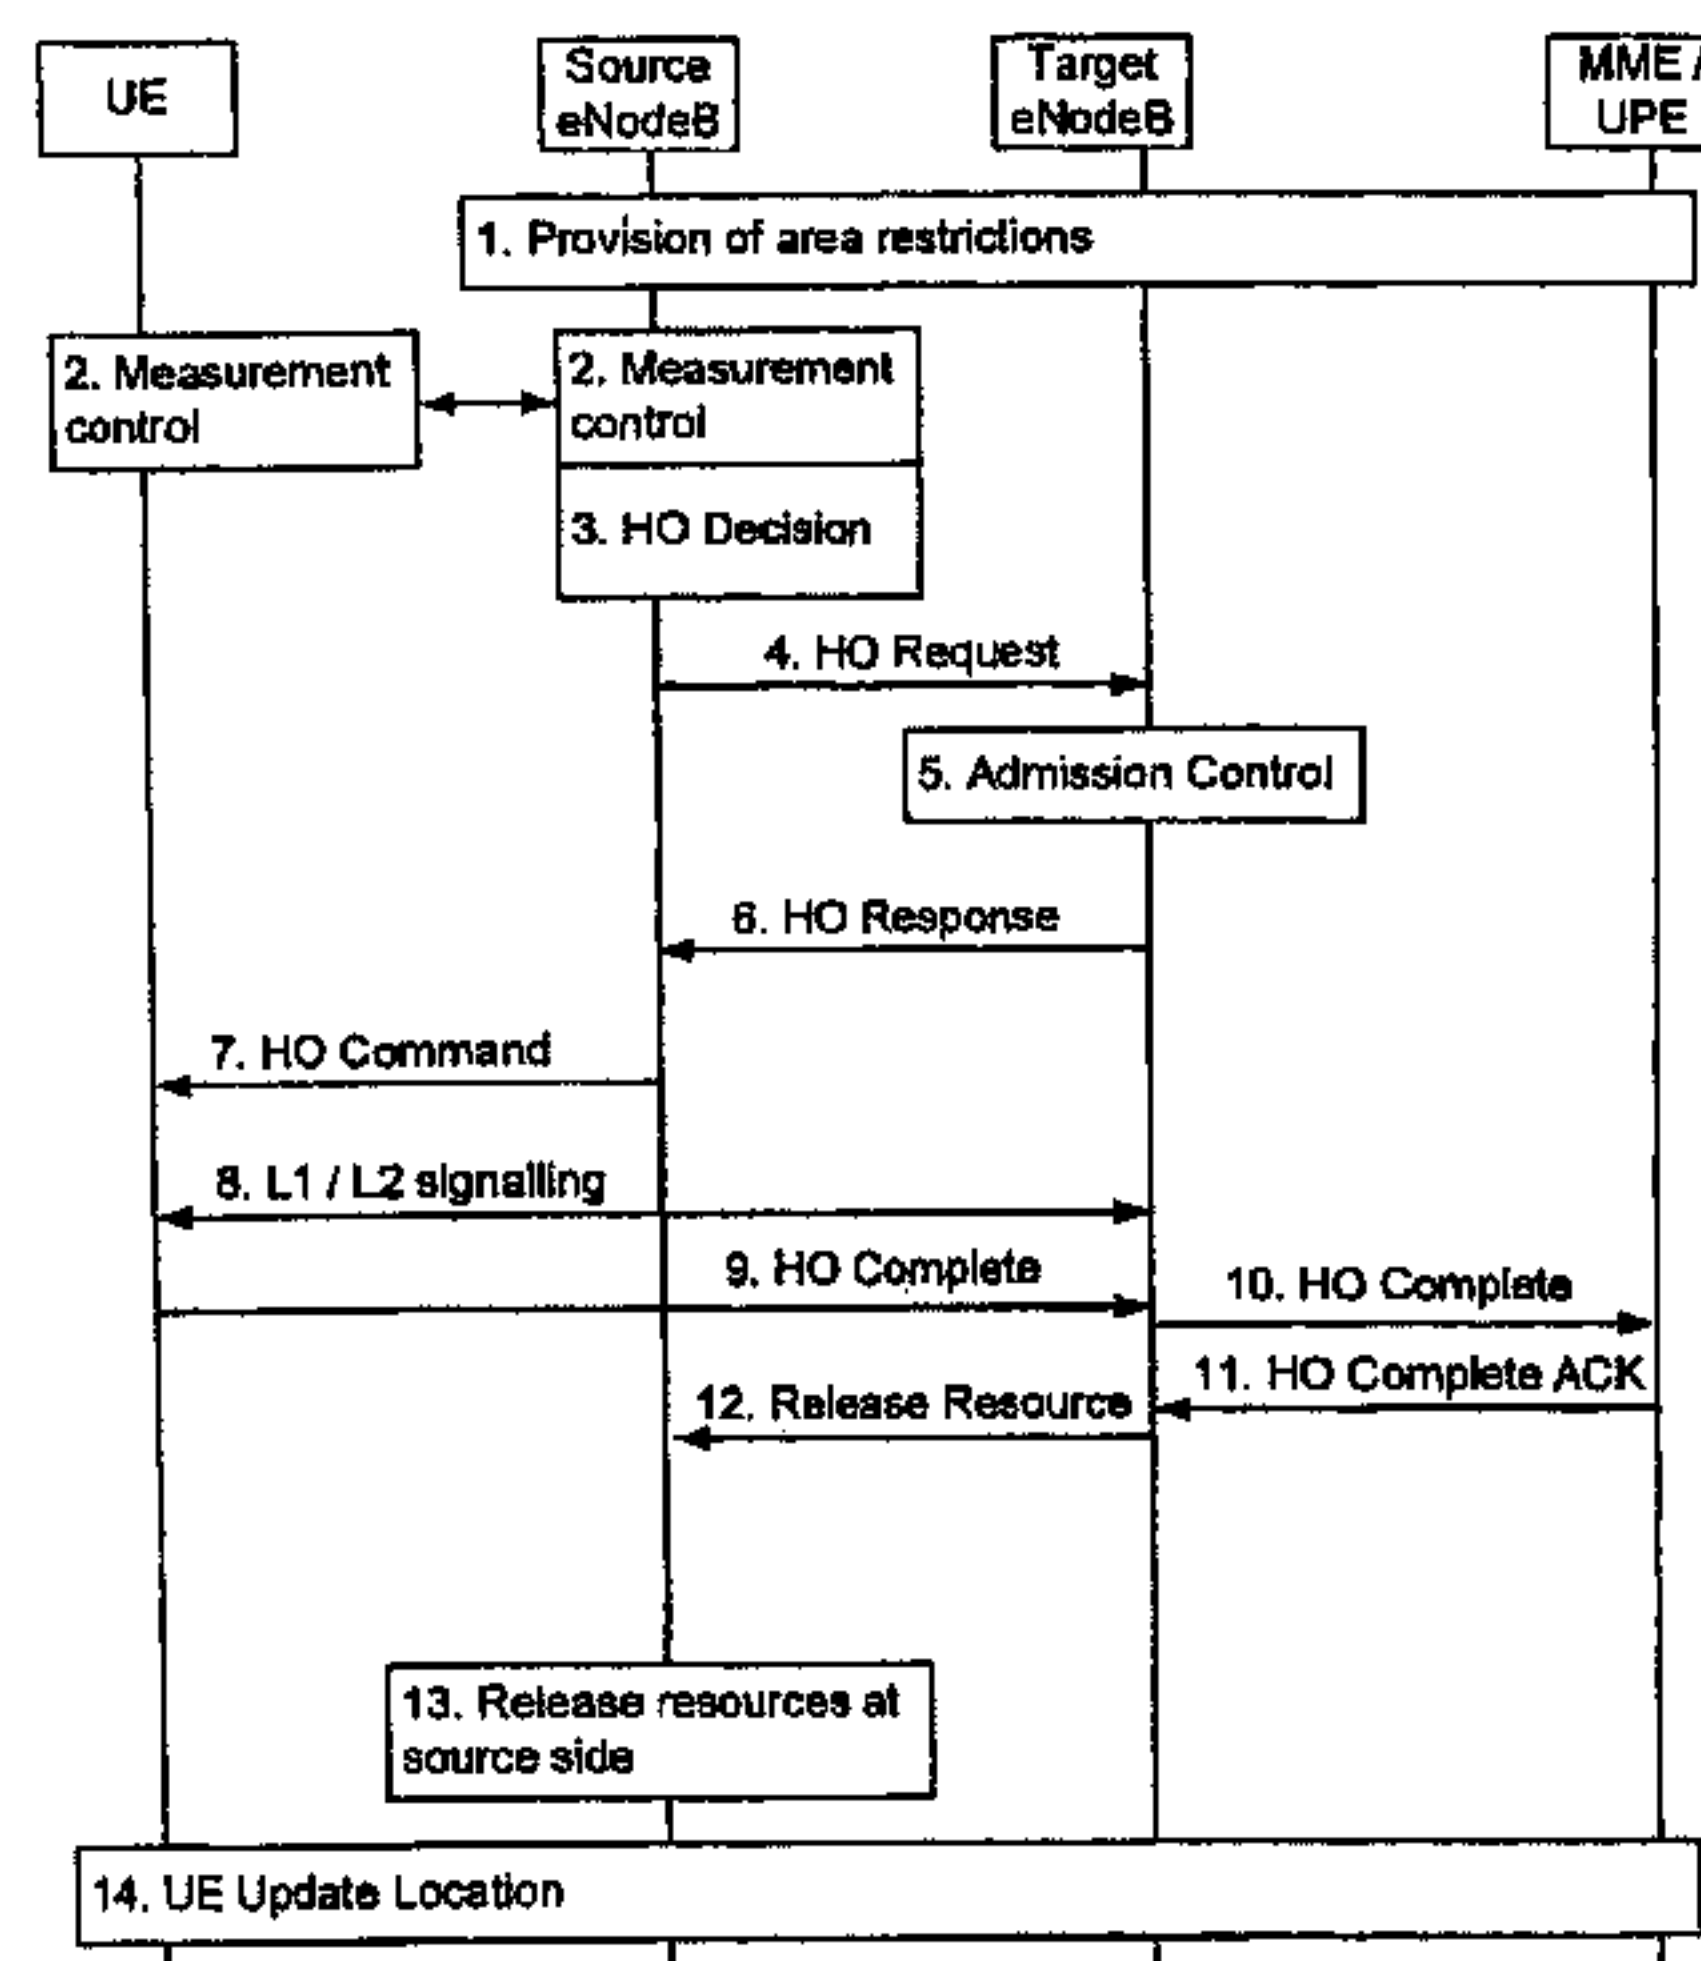 UE
Source
eNodeB
Target
eNodeB
MME /
UPE
1. Provision of area restrictions
2. Measurement
control
2. Measurement
control
3. HO Decision
4. HO Request
5. Admission Control
6. HO Response
7. HO Command
8. L1 / L2 signalling
9. HO Complete
10. HO Complete
11. HO Complete ACK
12. Release Resource
13. Release resources at
source side
14. UE Update Location